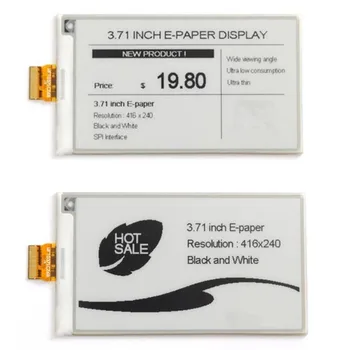 3.71 INCH E-PAPER DISPLAY
NEW PRODUCT !
Price: $ 19.80
Wide viewing angle
Ultra low consumption
Ultra thin
3.71 inch E-paper
Resolution : 416 x 240
Black and White
SPI Interface
HOT
SALE
3.71 inch E-paper
Resolution : 416x240
Black and White